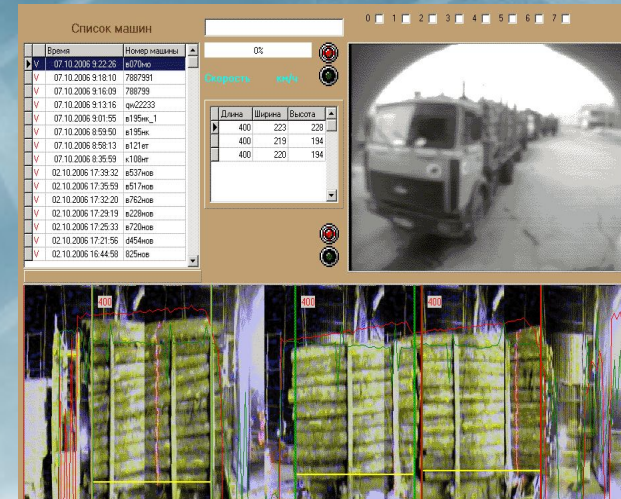 Список машин
0 1 2 3 4 5 6 7
Время Номер машины
V 07.10.2006 9:22:26 в070мо
V 07.10.2006 9:18:10 7887991
V 07.10.2006 9:16:09 788799
V 07.10.2006 9:13:16 qw22233
V 07.10.2006 9:01:55 в195нк_1
V 07.10.2006 8:59:50 в195нк
V 07.10.2006 8:58:13 в121ет
V 07.10.2006 8:35:59 к108нт
V 02.10.2006 17:39:32 в537нов
V 02.10.2006 17:35:59 в517нов
V 02.10.2006 17:32:20 в762нов
V 02.10.2006 17:29:19 в228нов
V 02.10.2006 17:25:33 в720нов
V 02.10.2006 17:21:56 d454нов
V 02.10.2006 16:44:58 825нов
0%
Скорость км/ч
Длина Ширина Высота
400 223 228
400 219 194
400 220 194
400 400 400